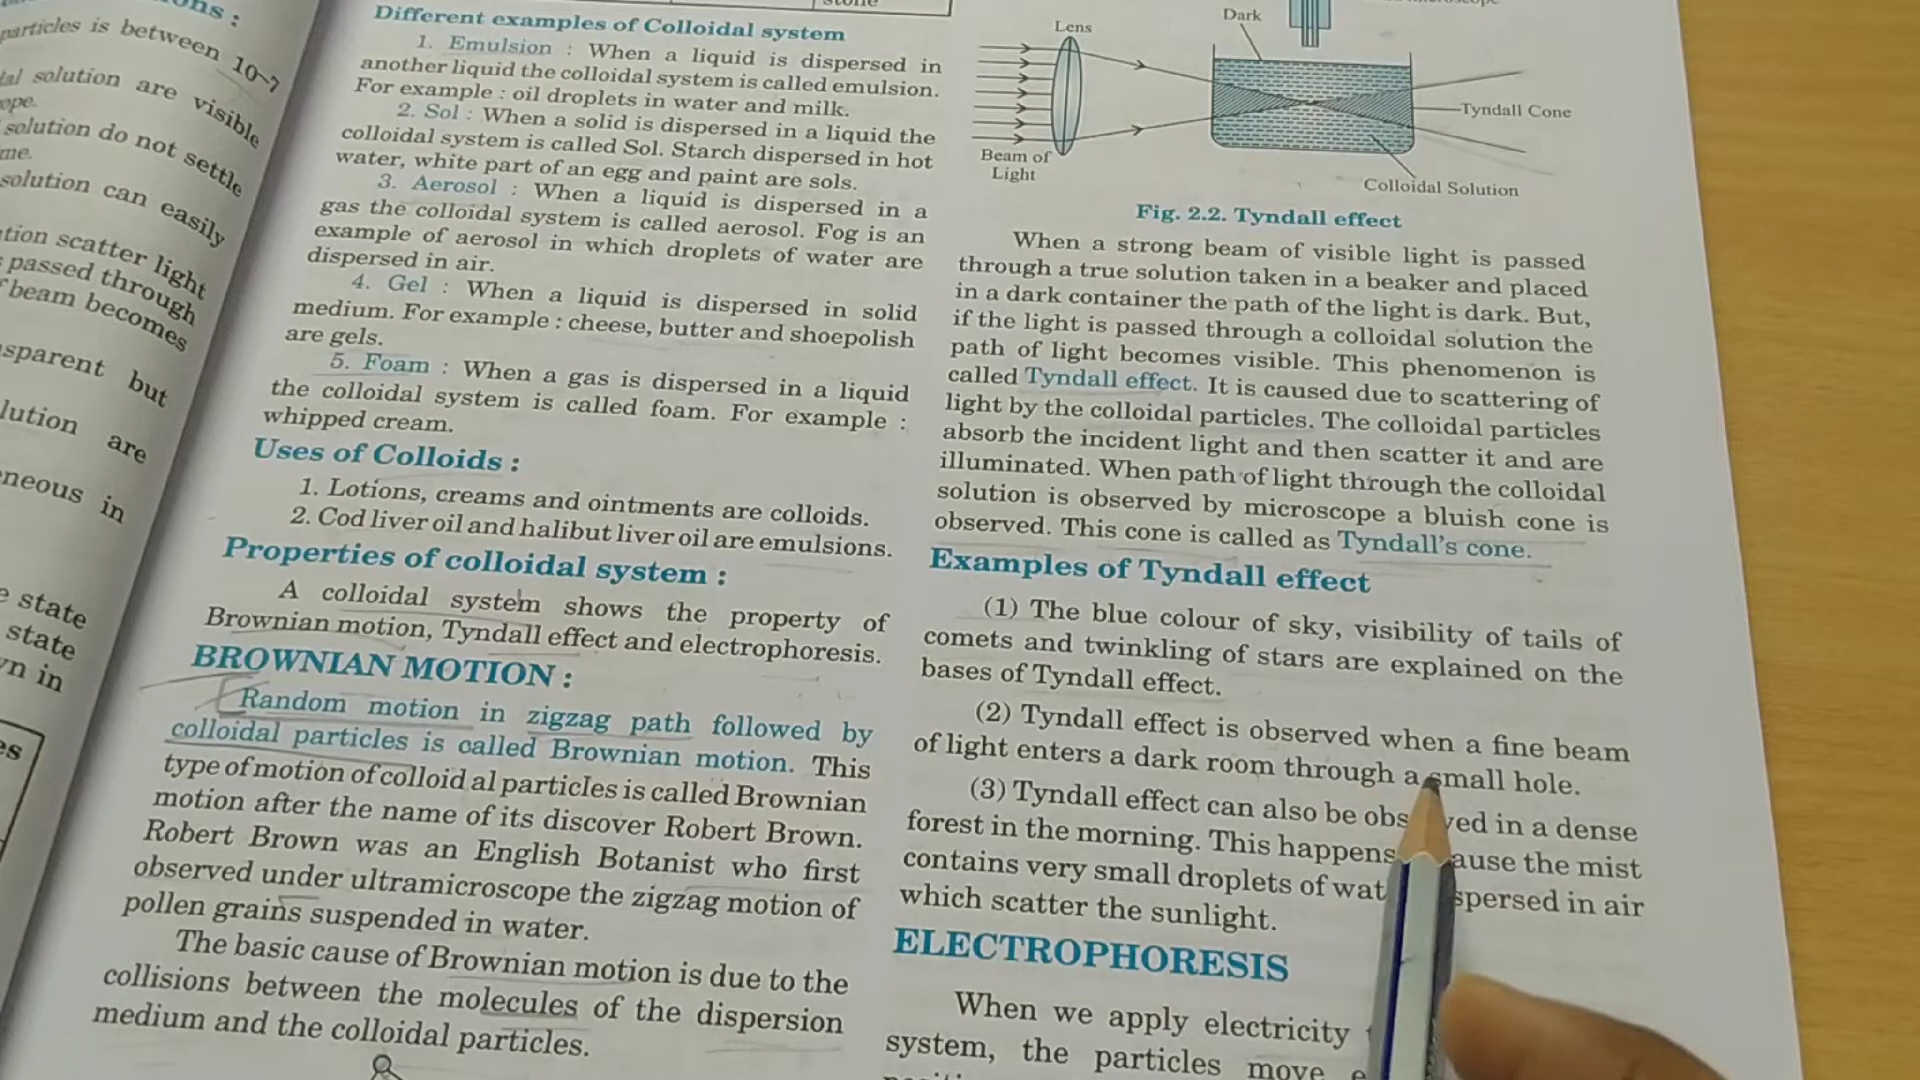 ons :
particles is between 10-7
solution are visible
ope.
solution do not settle
me.
solution can easily
tion scatter light
passed through
beam becomes
sparent but
lution are
neous in
e state
state
n in
es
stone
Different examples of Colloidal system
1. Emulsion : When a liquid is dispersed in
another liquid the colloidal system is called emulsion.
For example : oil droplets in water and milk.
2. Sol : When a solid is dispersed in a liquid the
colloidal system is called Sol. Starch dispersed in hot
water, white part of an egg and paint are sols.
3. Aerosol : When a liquid is dispersed in a
gas the colloidal system is called aerosol. Fog is an
example of aerosol in which droplets of water are
dispersed in air.
4. Gel : When a liquid is dispersed in solid
medium. For example : cheese, butter and shoepolish
are gels.
5. Foam : When a gas is dispersed in a liquid
the colloidal system is called foam. For example :
whipped cream.
Uses of Colloids :
1. Lotions, creams and ointments are colloids.
2. Cod liver oil and halibut liver oil are emulsions.
Properties of colloidal system :
A colloidal system shows the property of
Brownian motion, Tyndall effect and electrophoresis.
BROWNIAN MOTION :
Random motion in zigzag path followed by
colloidal particles is called Brownian motion. This
type of motion of colloid al particles is called Brownian
motion after the name of its discover Robert Brown.
Robert Brown was an English Botanist who first
observed under ultramicroscope the zigzag motion of
pollen grains suspended in water.
The basic cause of Brownian motion is due to the
collisions between the molecules of the dispersion
medium and the colloidal particles.
Dark
Lens
Tyndall Cone
Beam of
Light
Colloidal Solution
Fig. 2.2. Tyndall effect
When a strong beam of visible light is passed
through a true solution taken in a beaker and placed
in a dark container the path of the light is dark. But,
if the light is passed through a colloidal solution the
path of light becomes visible. This phenomenon is
called Tyndall effect. It is caused due to scattering of
light by the colloidal particles. The colloidal particles
absorb the incident light and then scatter it and are
illuminated. When path of light through the colloidal
solution is observed by microscope a bluish cone is
observed. This cone is called as Tyndall's cone.
Examples of Tyndall effect
(1) The blue colour of sky, visibility of tails of
comets and twinkling of stars are explained on the
bases of Tyndall effect.
(2) Tyndall effect is observed when a fine beam
of light enters a dark room through a small hole.
(3) Tyndall effect can also be obs ved in a dense
forest in the morning. This happens ause the mist
contains very small droplets of wat spersed in air
which scatter the sunlight.
ELECTROPHORESIS
When we apply electricity
system, the particles move